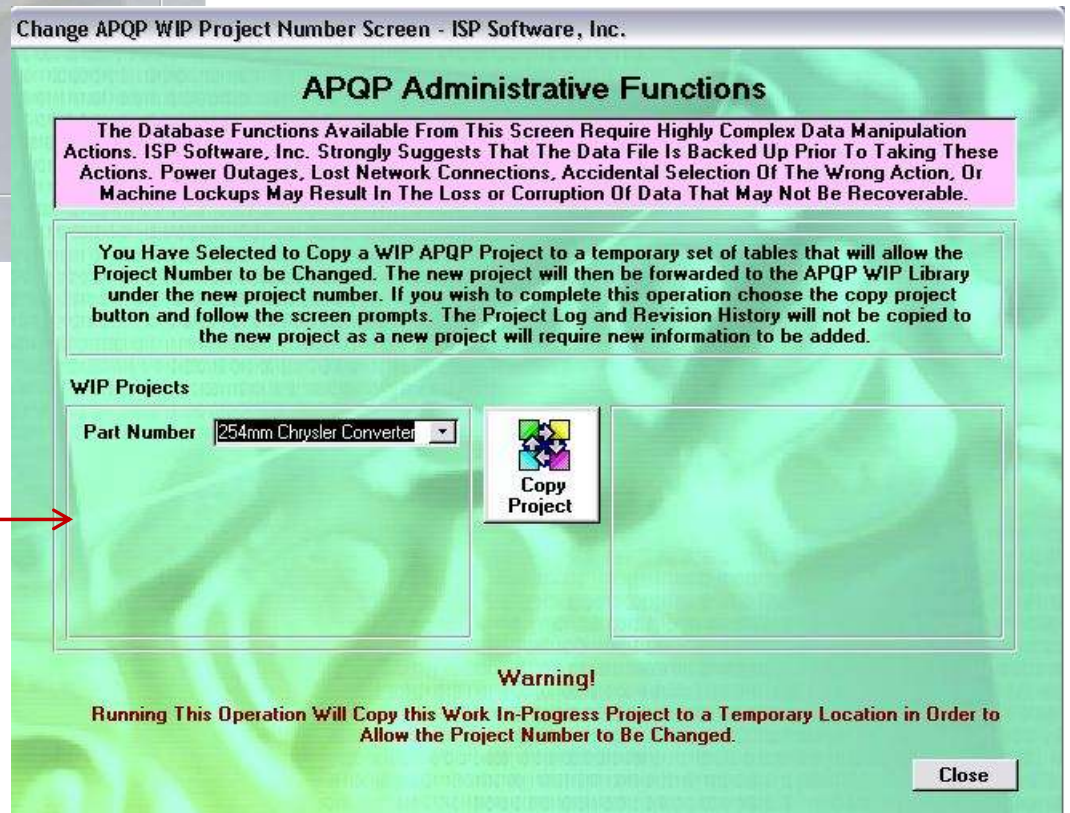 Change APQP WIP Project Number Screen - ISP Software, Inc.
APQP Administrative Functions
The Database Functions Available From This Screen Require Highly Complex Data Manipulation
Actions. ISP Software, Inc. Strongly Suggests That The Data File Is Backed Up Prior To Taking These
Actions. Power Outages, Lost Network Connections, Accidental Selection Of The Wrong Action, Or
Machine Lockups May Result In The Loss or Corruption Of Data That May Not Be Recoverable.
You Have Selected to Copy a WIP APQP Project to a temporary set of tables that will allow the
Project Number to be Changed. The new project will then be forwarded to the APQP WIP Library
under the new project number. If you wish to complete this operation choose the copy project
button and follow the screen prompts. The Project Log and Revision History will not be copied to
the new project as a new project will require new information to be added.
WIP Projects
Part Number 254mm Chrysler Converter
Copy
Project
Warning!
Running This Operation Will Copy this Work In-Progress Project to a Temporary Location in Order to
Allow the Project Number to Be Changed.
Close